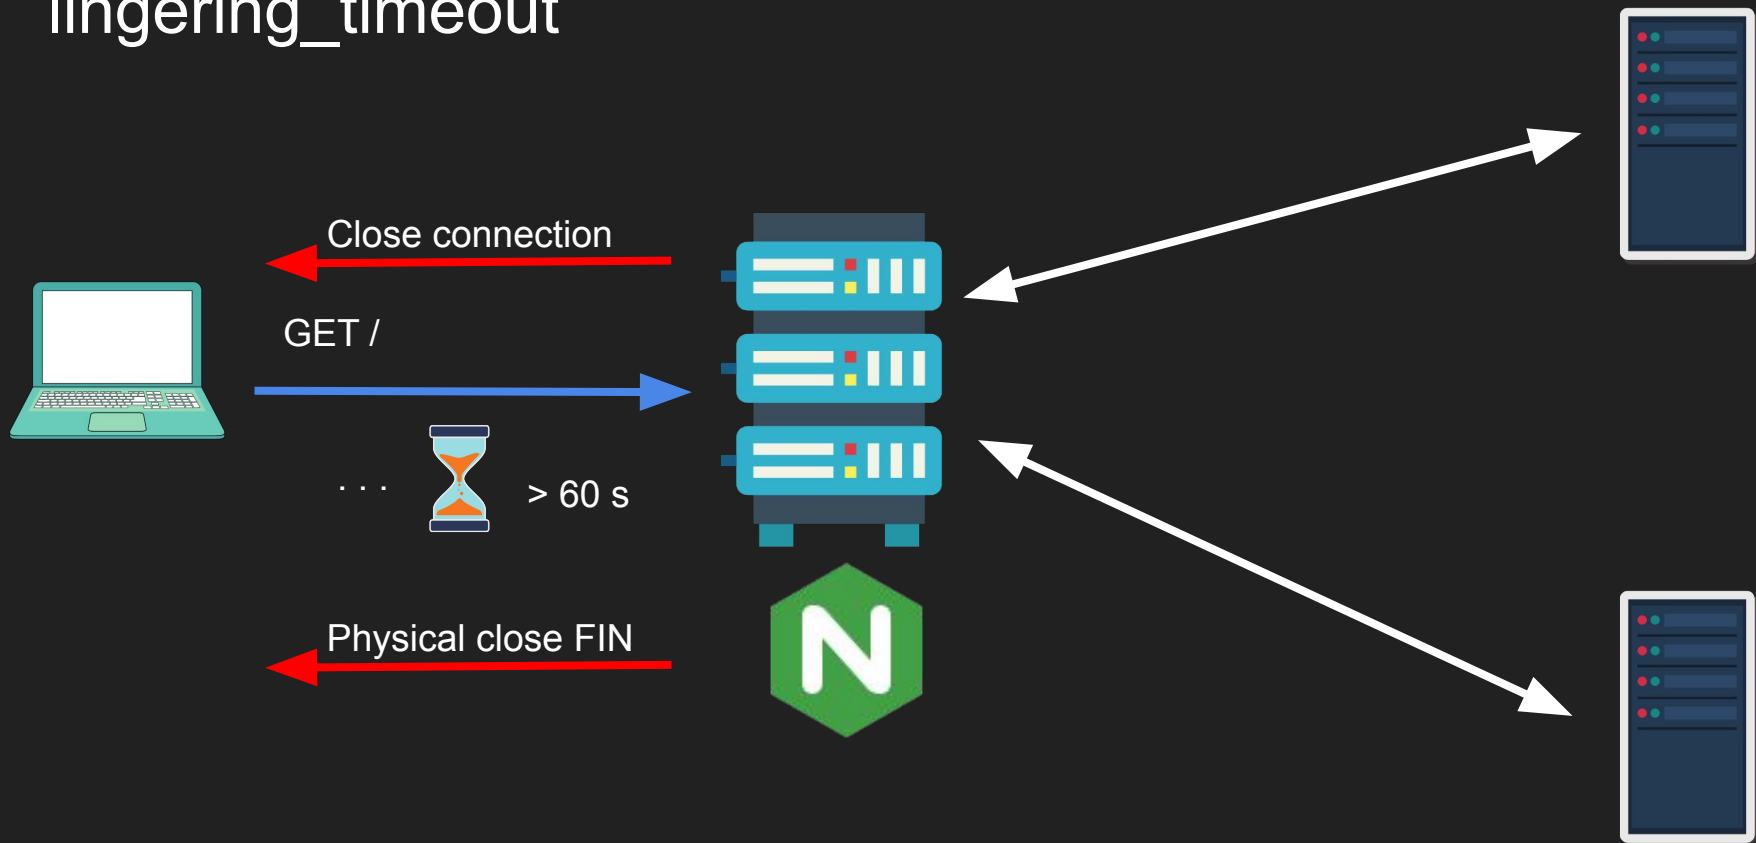 lingering_timeout
Close connection
GET /
. . .
> 60 s
Physical close FIN
N